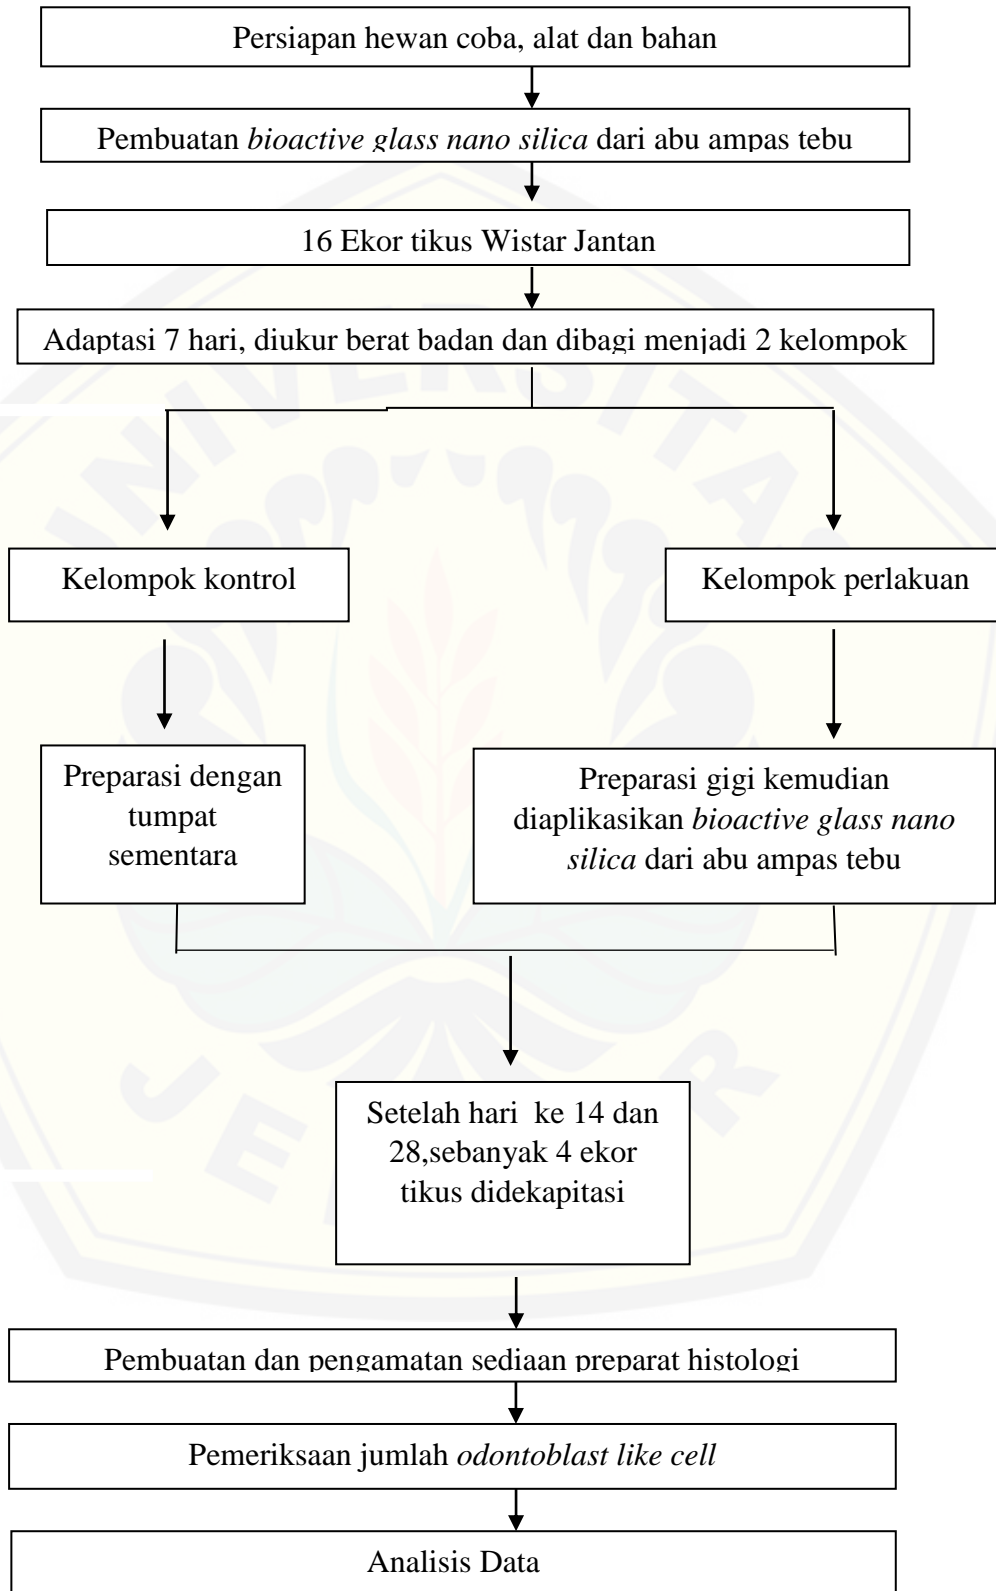 Persiapan hewan coba, alat dan bahan
Pembuatan bioactive glass nano silica dari abu ampas tebu
16 Ekor tikus Wistar Jantan
Adaptasi 7 hari, diukur berat badan dan dibagi menjadi 2 kelompok
UNIVERSITAS
Kelompok kontrol
Kelompok perlakuan
Preparasi dengan
tumpat
sementara
Preparasi gigi kemudian
diaplikasikan bioactive glass nano
silica dari abu ampas tebu
Setelah hari  ke 14 dan
28,sebanyak 4 ekor
tikus didekapitasi
JEMBER
Pembuatan dan pengamatan sediaan preparat histologi
Pemeriksaan jumlah odontoblast like cell
Analisis Data